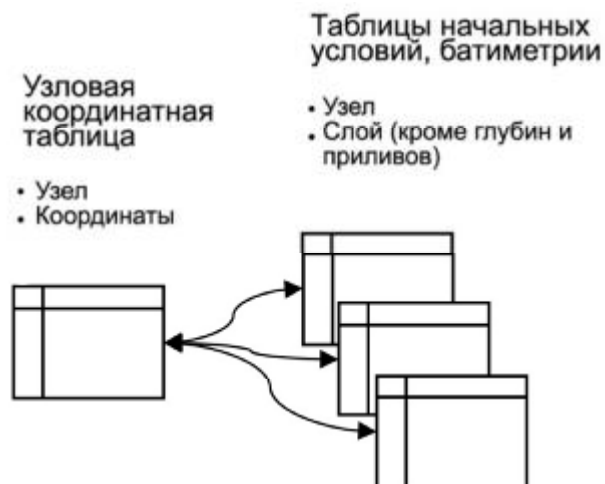 Узловая
координатная
таблица
• Узел
• Координаты
Таблицы начальных
условий, батиметрии
• Узел
• Слой (кроме глубин и
приливов)